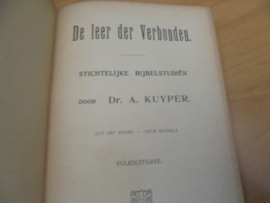 De leer der Verbonden.
STICHTELIJKE BIJBELSTUDIËN
DOOR Dr. A. KUYPER.
VOLKSUITGAVE.